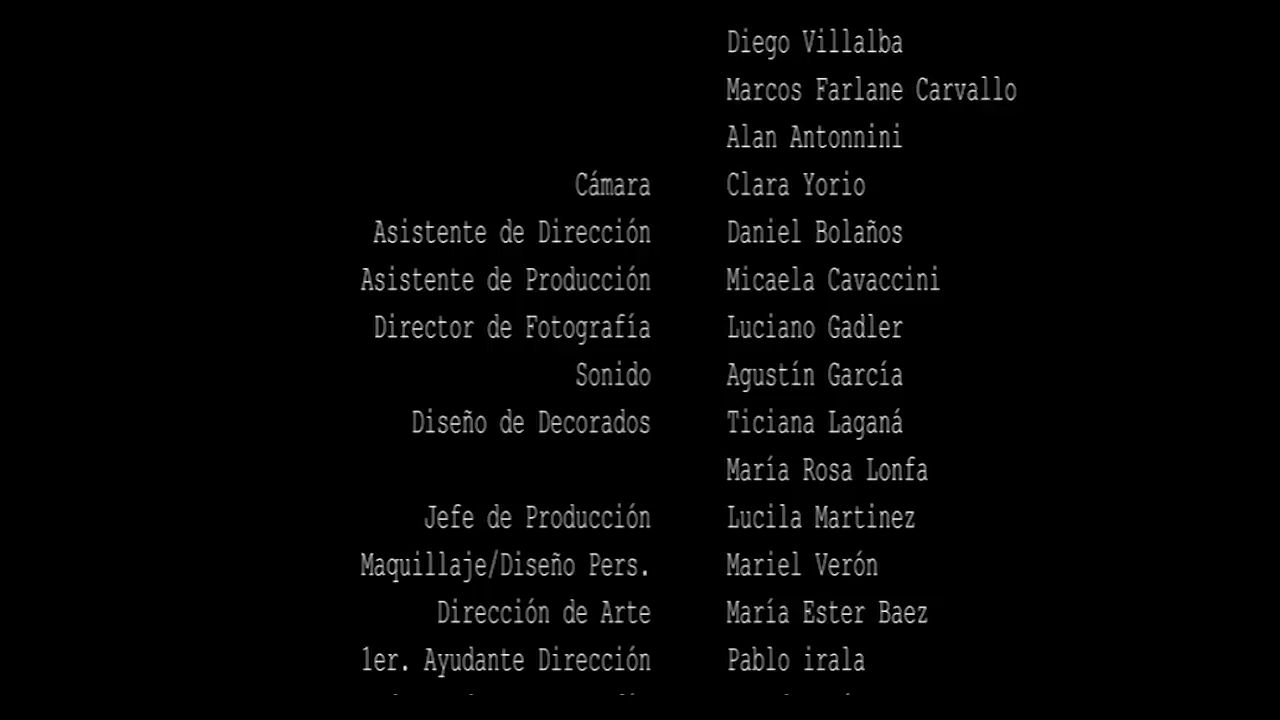 Diego Villalba
Marcos Farlane Carvallo
Alan Antonnini
Cámara Clara Yorio
Asistente de Dirección Daniel Bolaños
Asistente de Producción Micaela Cavaccini
Director de Fotografía Luciano Gadler
Sonido Agustín García
Diseño de Decorados Ticiana Laganá
María Rosa Lonfa
Jefe de Producción Lucila Martinez
Maquillaje/Diseño Pers. Mariel Verón
Dirección de Arte María Ester Baez
1er. Ayudante Dirección Pablo irala